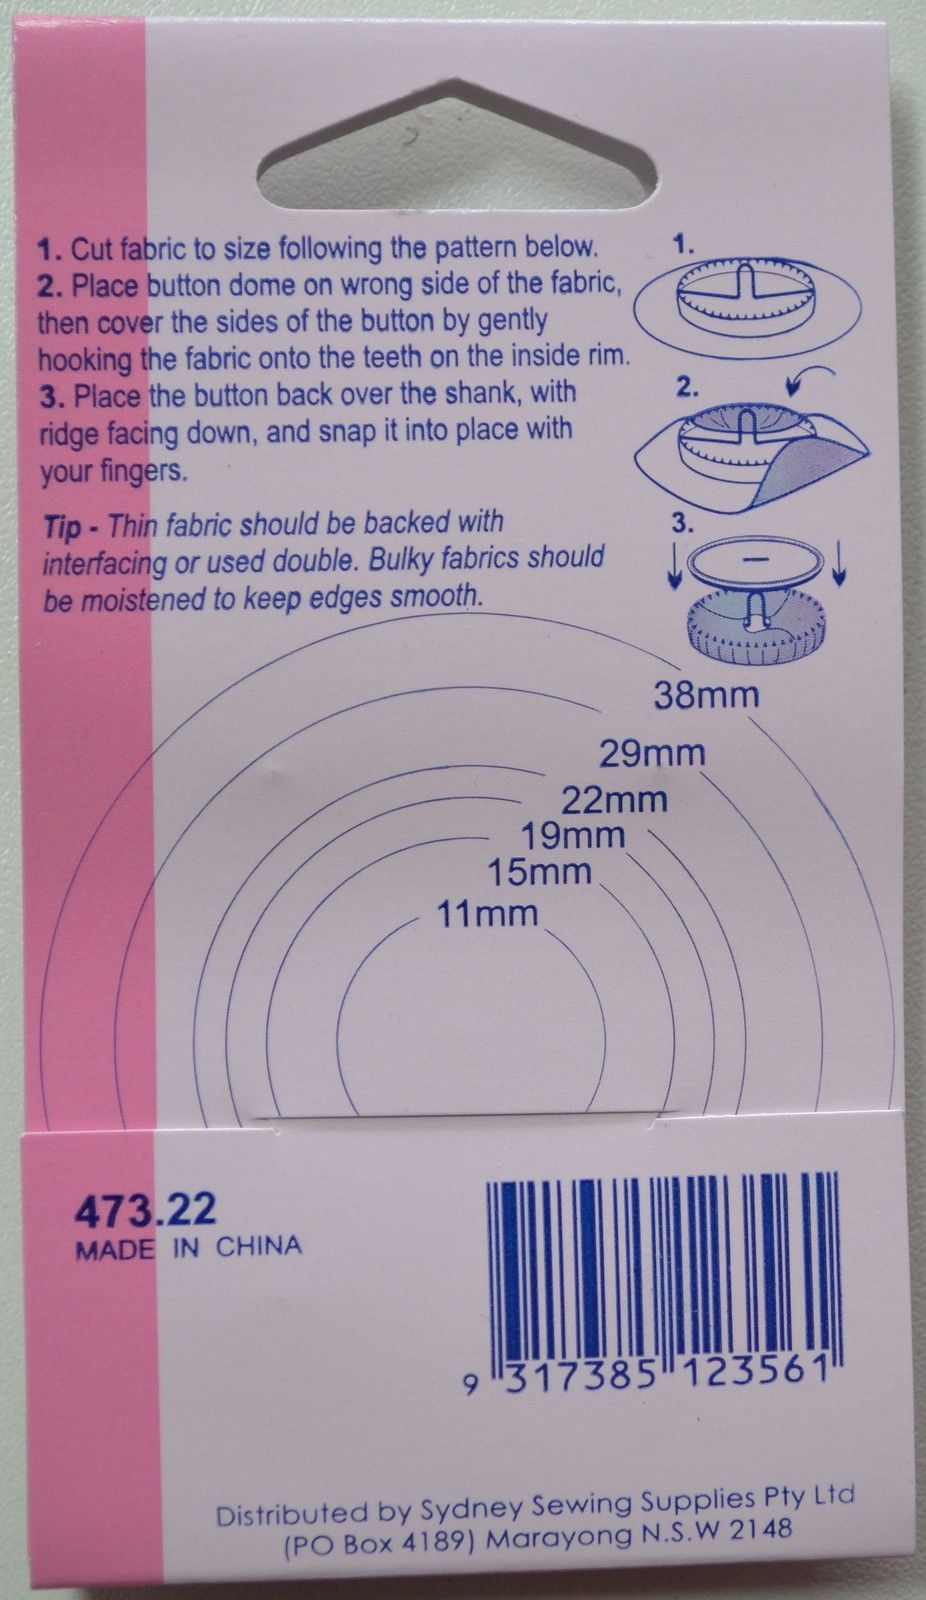 1. Cut fabric to size following the pattern below.
2. Place button dome on wrong side of the fabric,
then cover the sides of the button by gently
hooking the fabric onto the teeth on the inside rim.
3. Place the button back over the shank, with
ridge facing down, and snap it into place with
your fingers.
Tip - Thin fabric should be backed with
interfacing or used double. Bulky fabrics should
be moistened to keep edges smooth.
1.
2.
3.
38mm
29mm
22mm
19mm
15mm
11mm
473.22
MADE IN CHINA
9 317385 123561
Distributed by Sydney Sewing Supplies Pty Ltd
(PO Box 4189) Marayong N.S.W 2148